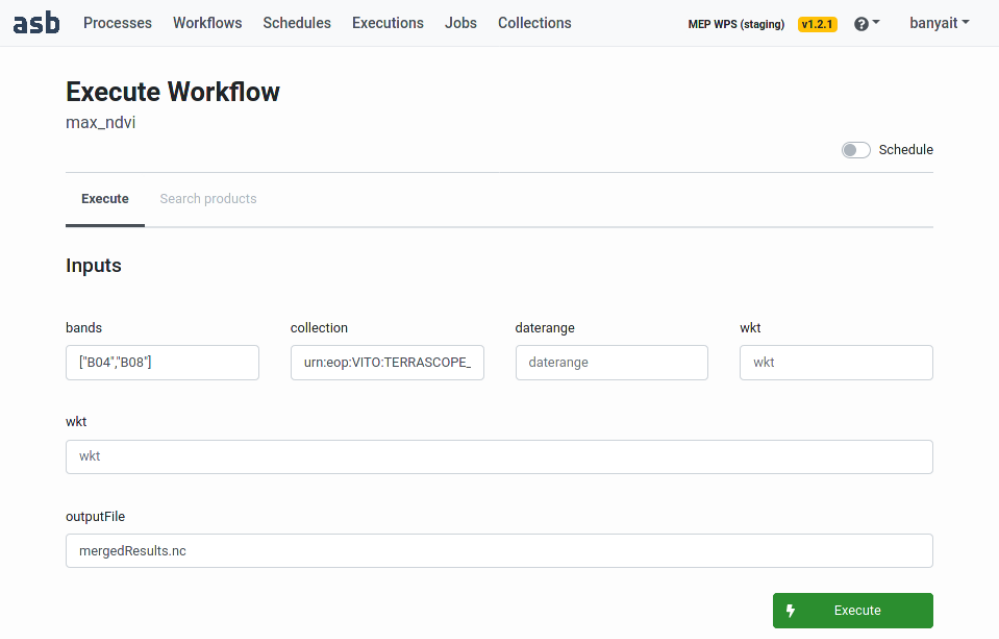 asb Processes Workflows Schedules Executions Jobs Collections MEP WPS (staging) v1.2.1 ? banyait
Execute Workflow
max_ndvi
Schedule
Execute Search products
Inputs
bands collection daterange wkt
["B04","B08"] urn:eop:VITO:TERRASCOPE_ daterange wkt
wkt
wkt
outputFile
mergedResults.nc
Execute